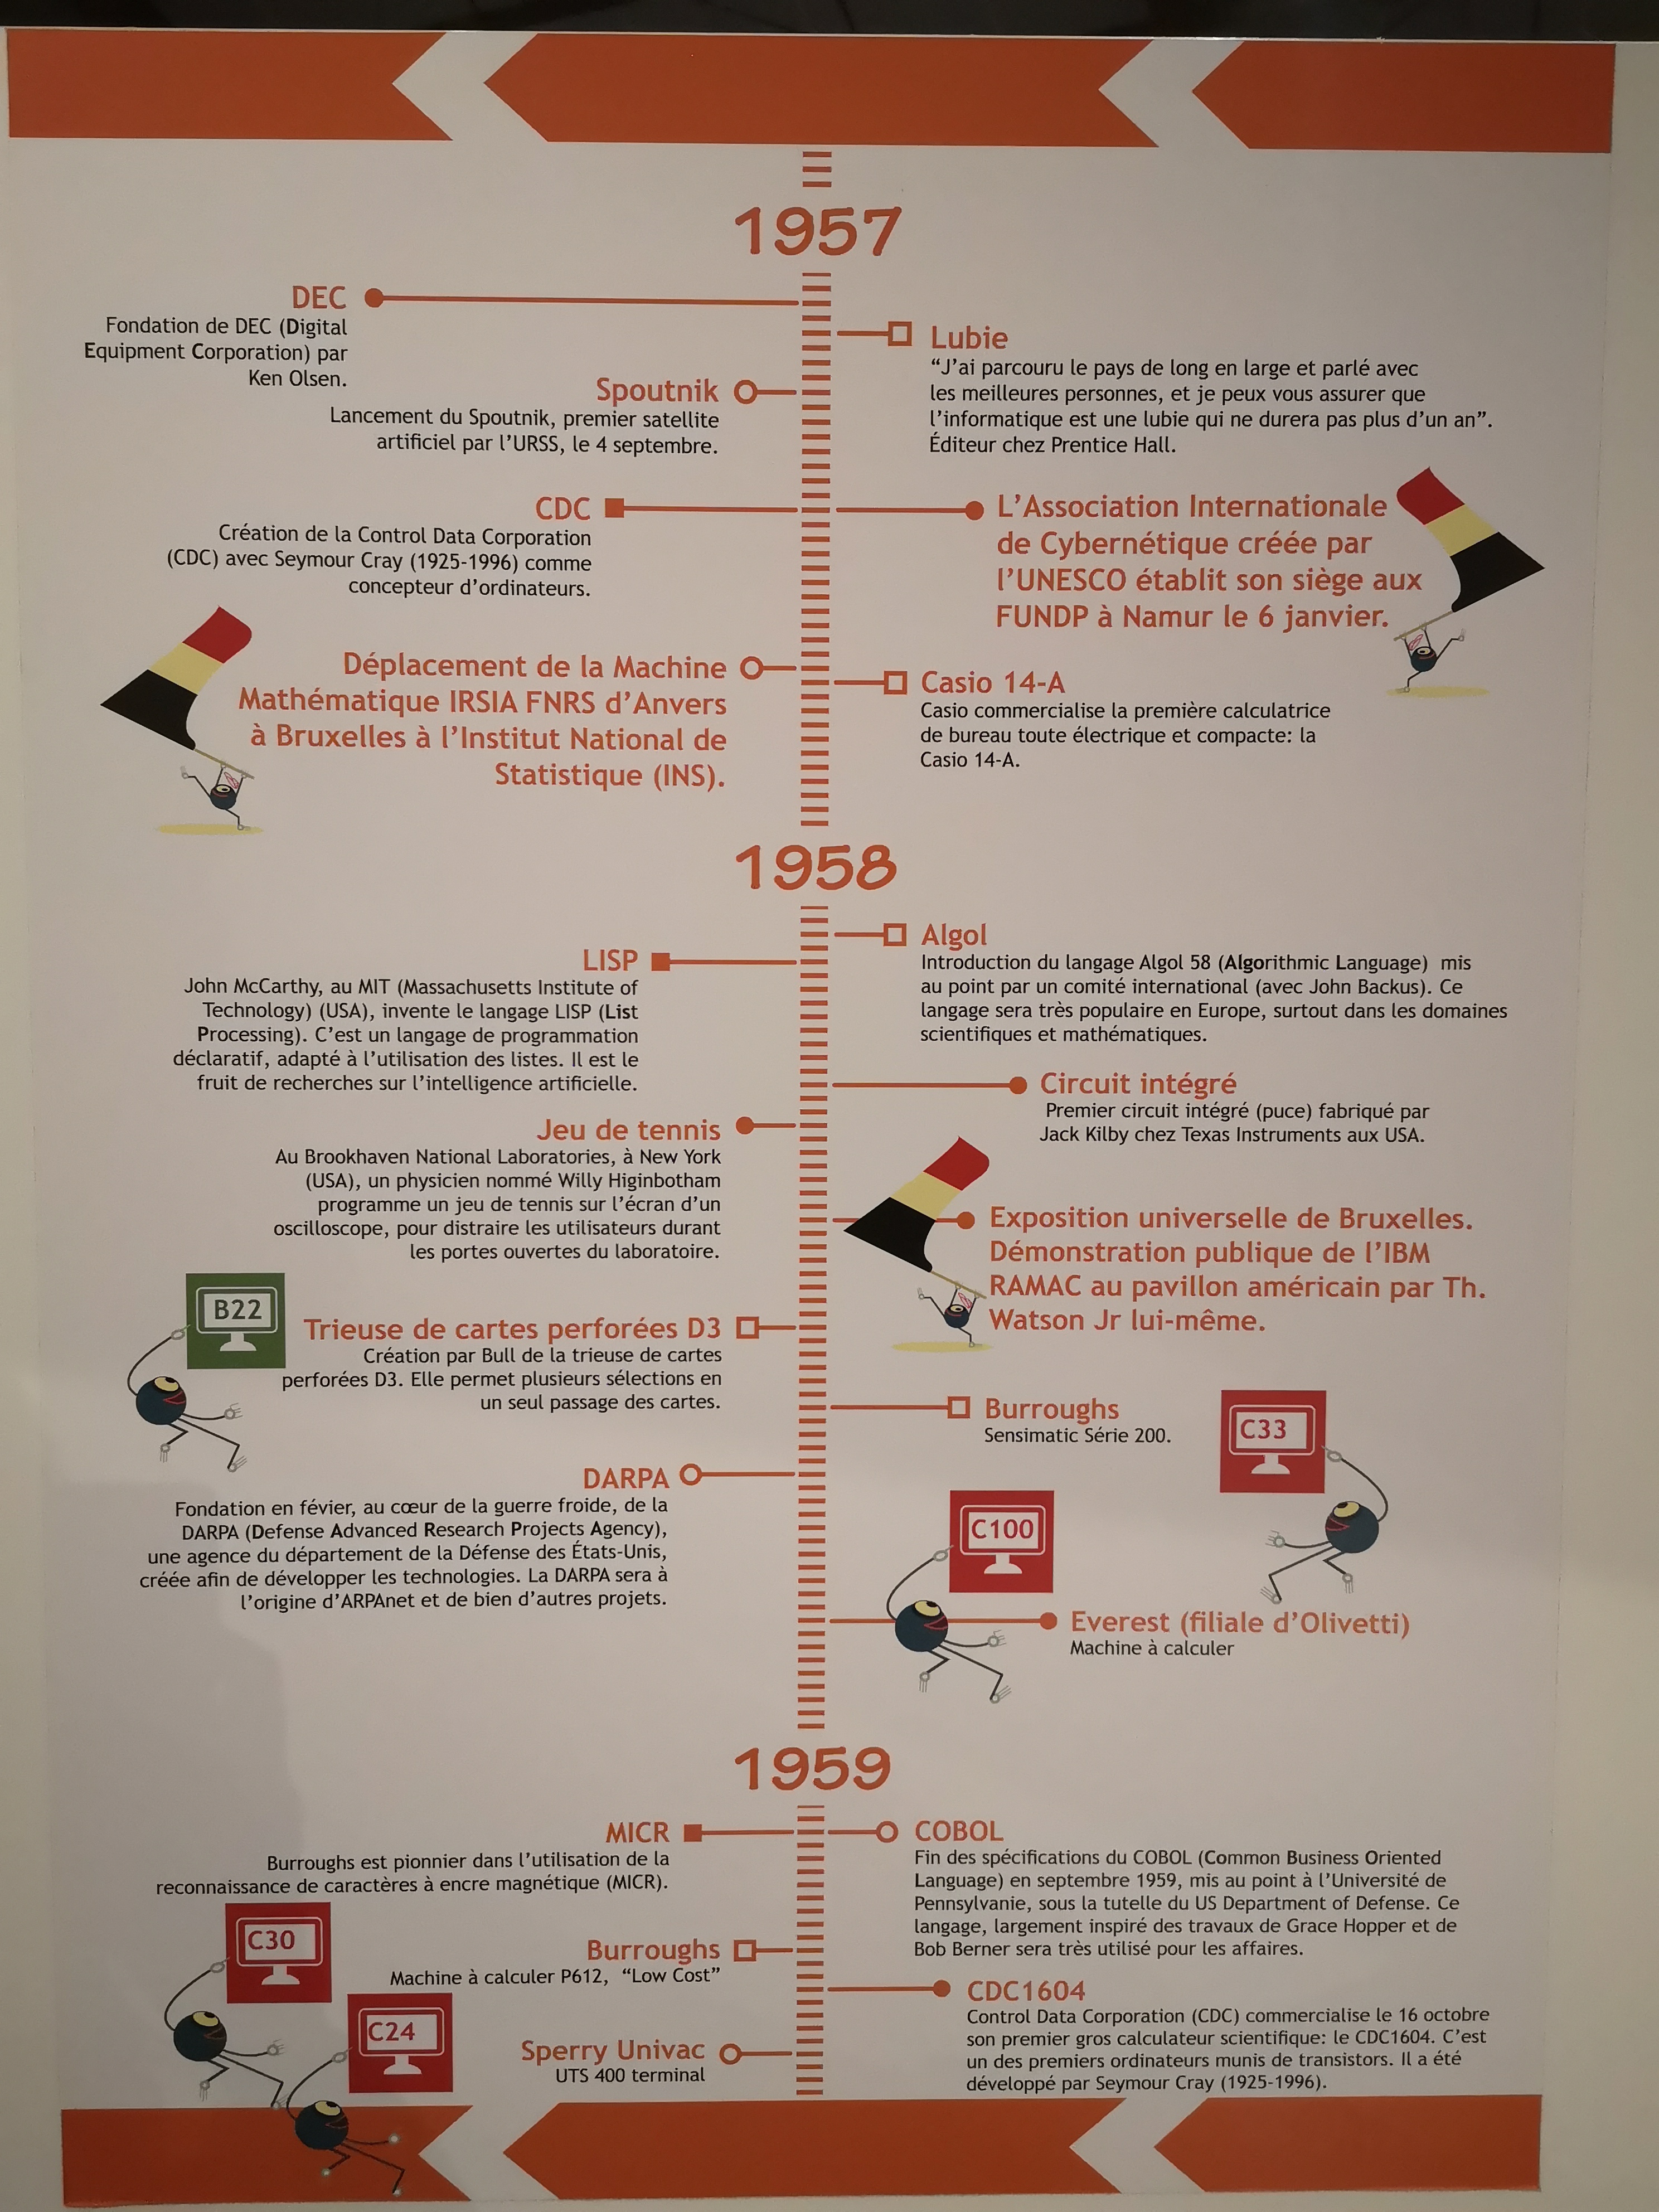 1957
DEC
Fondation de DEC (Digital
Equipment Corporation) par
Ken Olsen.
Lubie
“J’ai parcouru le pays de long en large et parlé avec
les meilleures personnes, et je peux vous assurer que
l’informatique est une lubie qui ne durera pas plus d’un an”.
Éditeur chez Prentice Hall.
Spoutnik
Lancement du Spoutnik, premier satellite
artificiel par l’URSS, le 4 septembre.
CDC
Création de la Control Data Corporation
(CDC) avec Seymour Cray (1925-1996) comme
concepteur d’ordinateurs.
L’Association Internationale
de Cybernétique créée par
l’UNESCO établit son siège aux
FUNDP à Namur le 6 janvier.
Déplacement de la Machine
Mathématique IRSIA FNRS d’Anvers
à Bruxelles à l’Institut National de
Statistique (INS).
Casio 14-A
Casio commercialise la première calculatrice
de bureau toute électrique et compacte: la
Casio 14-A.
1958
Algol
Introduction du langage Algol 58 (Algorithmic Language) mis
au point par un comité international (avec John Backus). Ce
langage sera très populaire en Europe, surtout dans les domaines
scientifiques et mathématiques.
LISP
John McCarthy, au MIT (Massachusetts Institute of
Technology) (USA), invente le langage LISP (List
Processing). C’est un langage de programmation
déclaratif, adapté à l’utilisation des listes. Il est le
fruit de recherches sur l’intelligence artificielle.
Circuit intégré
Premier circuit intégré (puce) fabriqué par
Jack Kilby chez Texas Instruments aux USA.
Jeu de tennis
Au Brookhaven National Laboratories, à New York
(USA), un physicien nommé Willy Higinbotham
programme un jeu de tennis sur l’écran d’un
oscilloscope, pour distraire les utilisateurs durant
les portes ouvertes du laboratoire.
Exposition universelle de Bruxelles.
Démonstration publique de l’IBM
RAMAC au pavillon américain par Th.
Watson Jr lui-même.
B22
Trieuse de cartes perforées D3
Création par Bull de la trieuse de cartes
perforées D3. Elle permet plusieurs sélections en
un seul passage des cartes.
Burroughs
Sensimatic Série 200.
C33
DARPA
Fondation en févier, au cœur de la guerre froide, de la
DARPA (Defense Advanced Research Projects Agency),
une agence du département de la Défense des États-Unis,
créée afin de développer les technologies. La DARPA sera à
l’origine d’ARPAnet et de bien d’autres projets.
C100
Everest (filiale d’Olivetti)
Machine à calculer
1959
MICR
Burroughs est pionnier dans l’utilisation de la
reconnaissance de caractères à encre magnétique (MICR).
COBOL
Fin des spécifications du COBOL (Common Business Oriented
Language) en septembre 1959, mis au point à l’Université de
Pennsylvanie, sous la tutelle du US Department of Defense. Ce
langage, largement inspiré des travaux de Grace Hopper et de
Bob Berner sera très utilisé pour les affaires.
C30
Burroughs
Machine à calculer P612, “Low Cost”
CDC1604
Control Data Corporation (CDC) commercialise le 16 octobre
son premier gros calculateur scientifique: le CDC1604. C’est
un des premiers ordinateurs munis de transistors. Il a été
développé par Seymour Cray (1925-1996).
C24
Sperry Univac
UTS 400 terminal